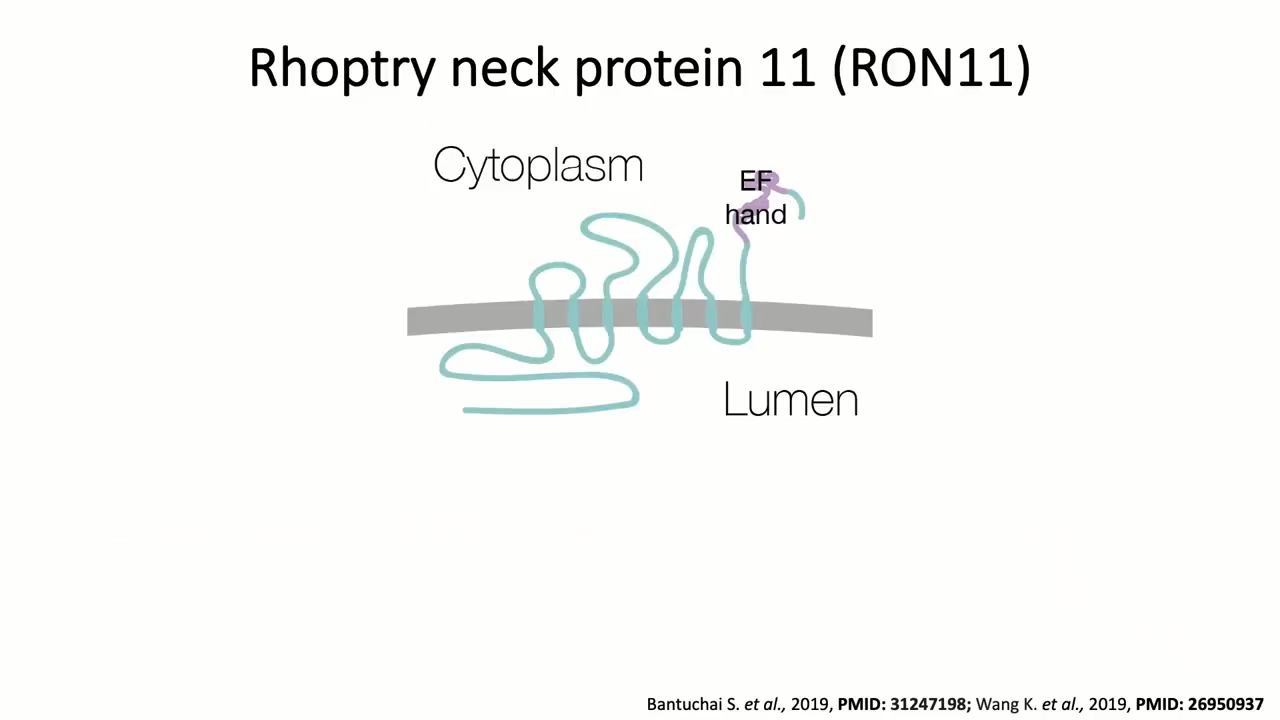 Rhoptry neck protein 11 (RON11)
Cytoplasm
EF
hand
Lumen
Bantuchai S. et al., 2019, PMID: 31247198; Wang K. et al., 2019, PMID: 26950937